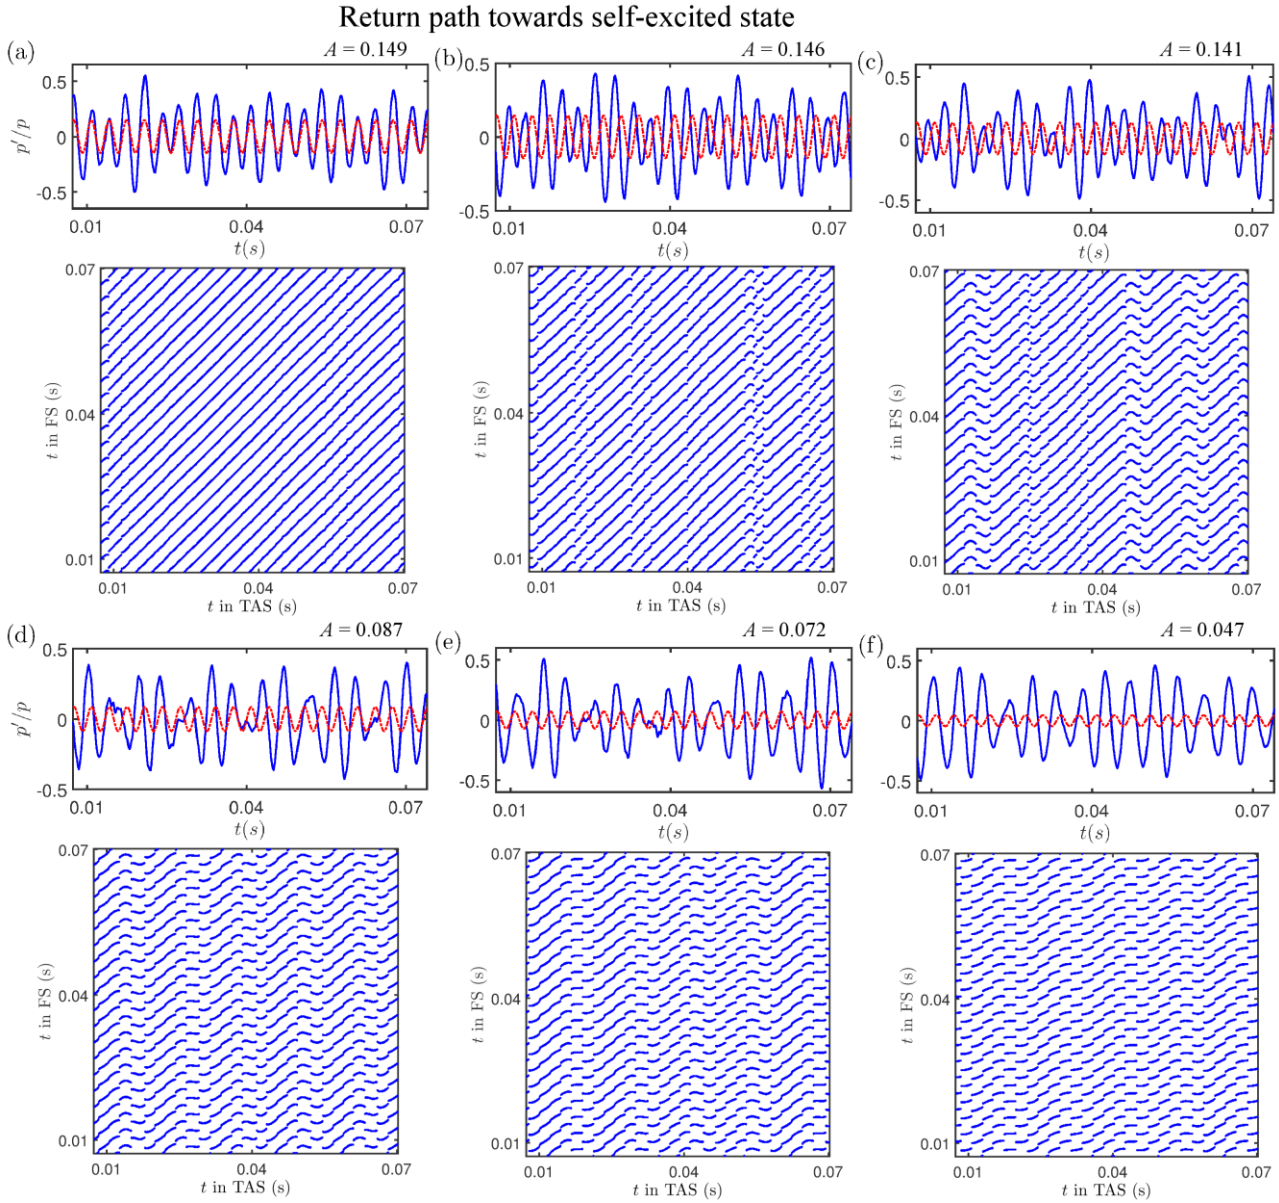 Return path towards self-excited state
(a)
A = 0.149
0.5
0
-0.5
p′/p
0.01
0.04
0.07
t(s)
0.07
0.04
0.01
t in FS (s)
0.01
0.04
0.07
t in TAS (s)
(b)
A = 0.146
0.5
0
-0.5
0.01
0.04
0.07
t(s)
0.07
0.04
0.01
t in FS (s)
0.01
0.04
0.07
t in TAS (s)
(c)
A = 0.141
0.5
0
-0.5
0.01
0.04
0.07
t(s)
0.07
0.04
0.01
t in FS (s)
0.01
0.04
0.07
t in TAS (s)
(d)
A = 0.087
0.5
0
-0.5
p′/p
0.01
0.04
0.07
t(s)
0.07
0.04
0.01
t in FS (s)
0.01
0.04
0.07
t in TAS (s)
(e)
A = 0.072
0.5
0
-0.5
0.01
0.04
0.07
t(s)
0.07
0.04
0.01
t in FS (s)
0.01
0.04
0.07
t in TAS (s)
(f)
A = 0.047
0.5
0
-0.5
0.01
0.04
0.07
t(s)
0.07
0.04
0.01
t in FS (s)
0.01
0.04
0.07
t in TAS (s)